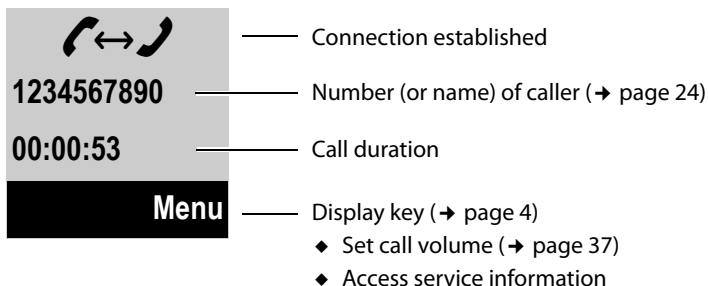 Connection established
1234567890 Number (or name) of caller (➔ page 24)
00:00:53 Call duration
Menu Display key (➔ page 4)
◆ Set call volume (➔ page 37)
◆ Access service information